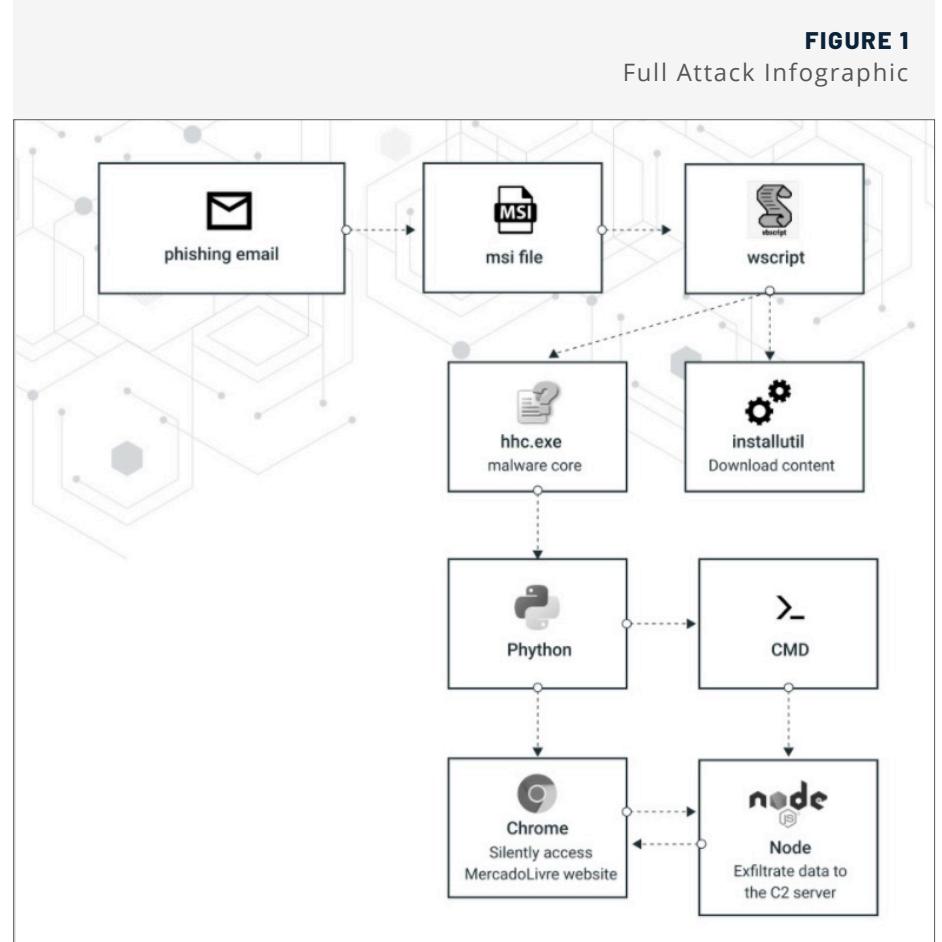 FIGURE 1
Full Attack Infographic
phishing email
MSI
msi file
vbscript
wscript
hhc.exe
malware core
installutil
Download content
Phython
>_
CMD
Chrome
Silently access
MercadoLivre website
node
JS
Node
Exfiltrate data to
the C2 server